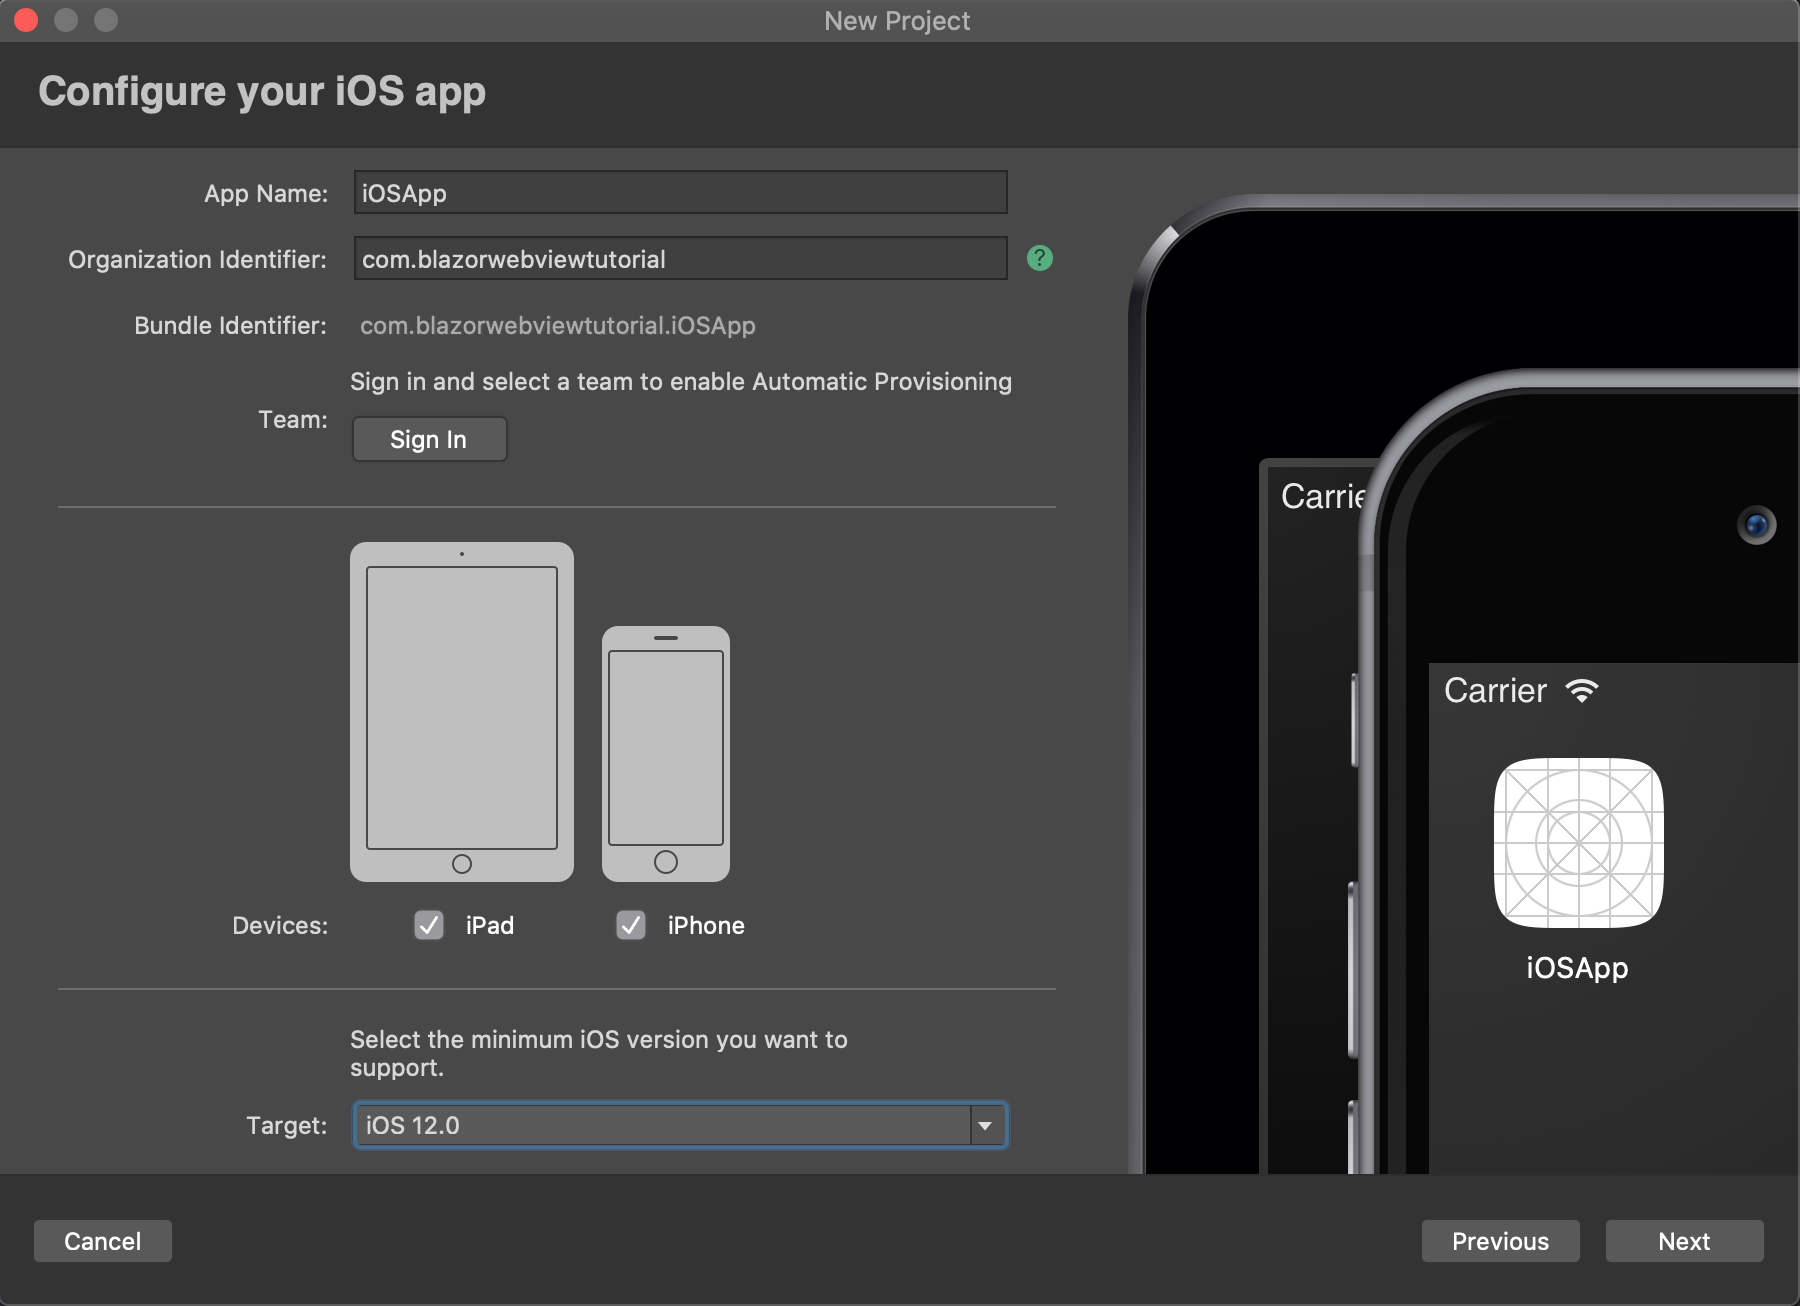 New Project
Configure your iOS app
App Name: iOSApp
Organization Identifier: com.blazorwebviewtutorial ?
Bundle Identifier: com.blazorwebviewtutorial.iOSApp
Sign in and select a team to enable Automatic Provisioning
Team: Sign In
Carrie
Carrier
iOSApp
Devices: iPad iPhone
Select the minimum iOS version you want to
support.
Target: iOS 12.0
Cancel Previous Next